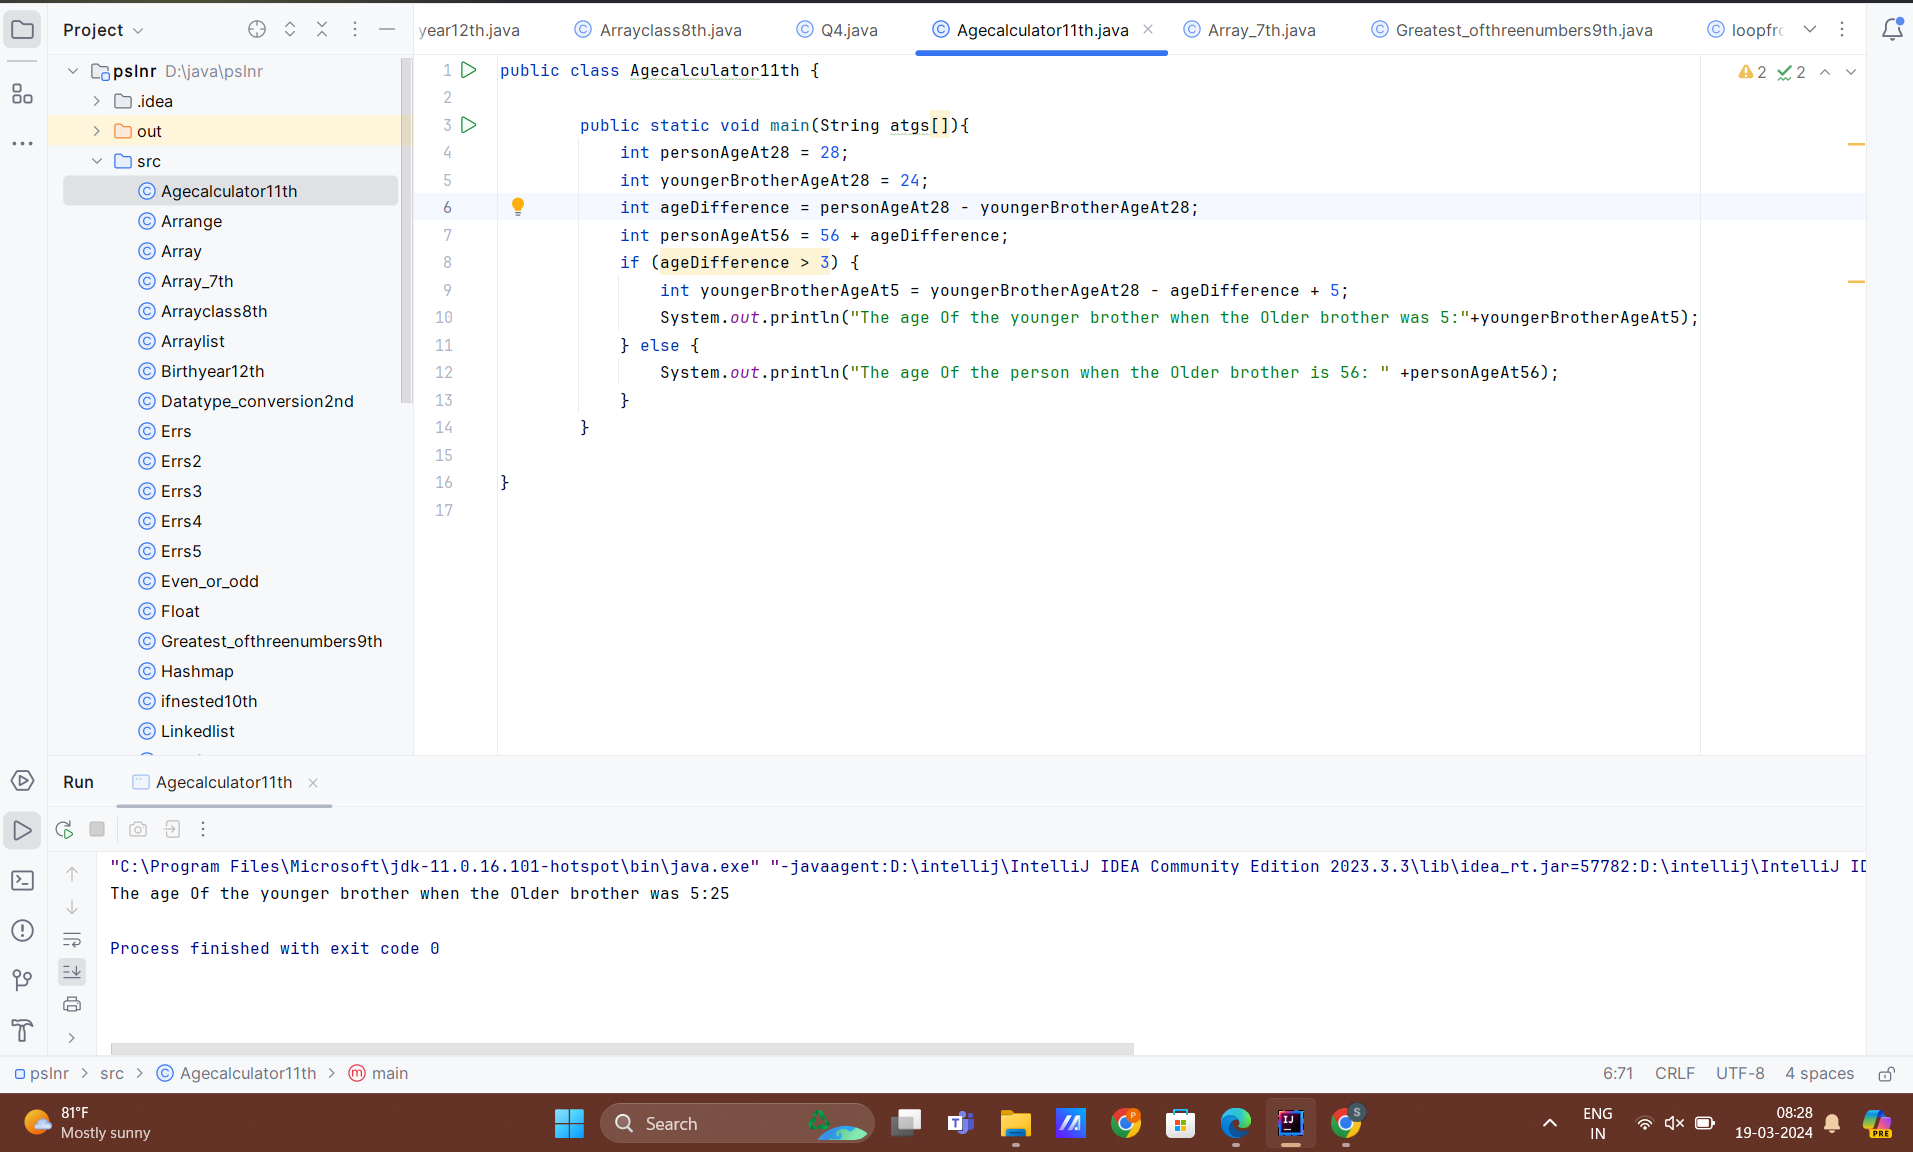 Project
year12th.java
Arrayclass8th.java
Q4.java
Agecalculator11th.java
Array_7th.java
Greatest_ofthreenumbers9th.java
loopfro
pslnr D:\java\pslnr
.idea
out
src
Agecalculator11th
Arrange
Array
Array_7th
Arrayclass8th
Arraylist
Birthyear12th
Datatype_conversion2nd
Errs
Errs2
Errs3
Errs4
Errs5
Even_or_odd
Float
Greatest_ofthreenumbers9th
Hashmap
ifnested10th
Linkedlist
2 2
1 public class Agecalculator11th {
2
3 public static void main(String atgs[]){
4 int personAgeAt28 = 28;
5 int youngerBrotherAgeAt28 = 24;
6 int ageDifference = personAgeAt28 - youngerBrotherAgeAt28;
7 int personAgeAt56 = 56 + ageDifference;
8 if (ageDifference > 3) {
9 int youngerBrotherAgeAt5 = youngerBrotherAgeAt28 - ageDifference + 5;
10 System.out.println("The age Of the younger brother when the Older brother was 5:"+youngerBrotherAgeAt5);
11 } else {
12 System.out.println("The age Of the person when the Older brother is 56: " +personAgeAt56);
13 }
14 }
15
16 }
17
Run
Agecalculator11th
"C:\Program Files\Microsoft\jdk-11.0.16.101-hotspot\bin\java.exe" "-javaagent:D:\intellij\IntelliJ IDEA Community Edition 2023.3.3\lib\idea_rt.jar=57782:D:\intellij\IntelliJ ID
The age Of the younger brother when the Older brother was 5:25
Process finished with exit code 0
pslnr > src > Agecalculator11th > main
6:71 CRLF UTF-8 4 spaces
81°F
Mostly sunny
Search
ENG
IN
08:28
19-03-2024